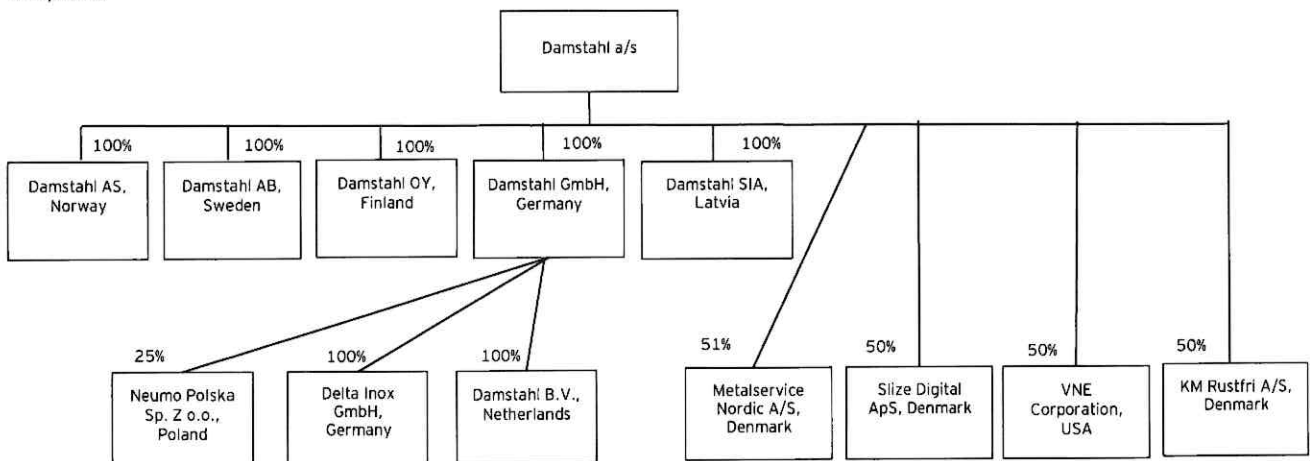 Damstahl a/s
100%
100%
100%
100%
100%
Damstahl AS,
Norway
Damstahl AB,
Sweden
Damstahl OY,
Finland
Damstahl GmbH,
Germany
Damstahl SIA,
Latvia
25%
100%
100%
51%
50%
50%
50%
Neumo Polska
Sp. Z o.o.,
Poland
Delta Inox
GmbH,
Germany
Damstahl B.V.,
Netherlands
Metalservice
Nordic A/S,
Denmark
Slize Digital
ApS, Denmark
VNE
Corporation,
USA
KM Rustfri A/S,
Denmark